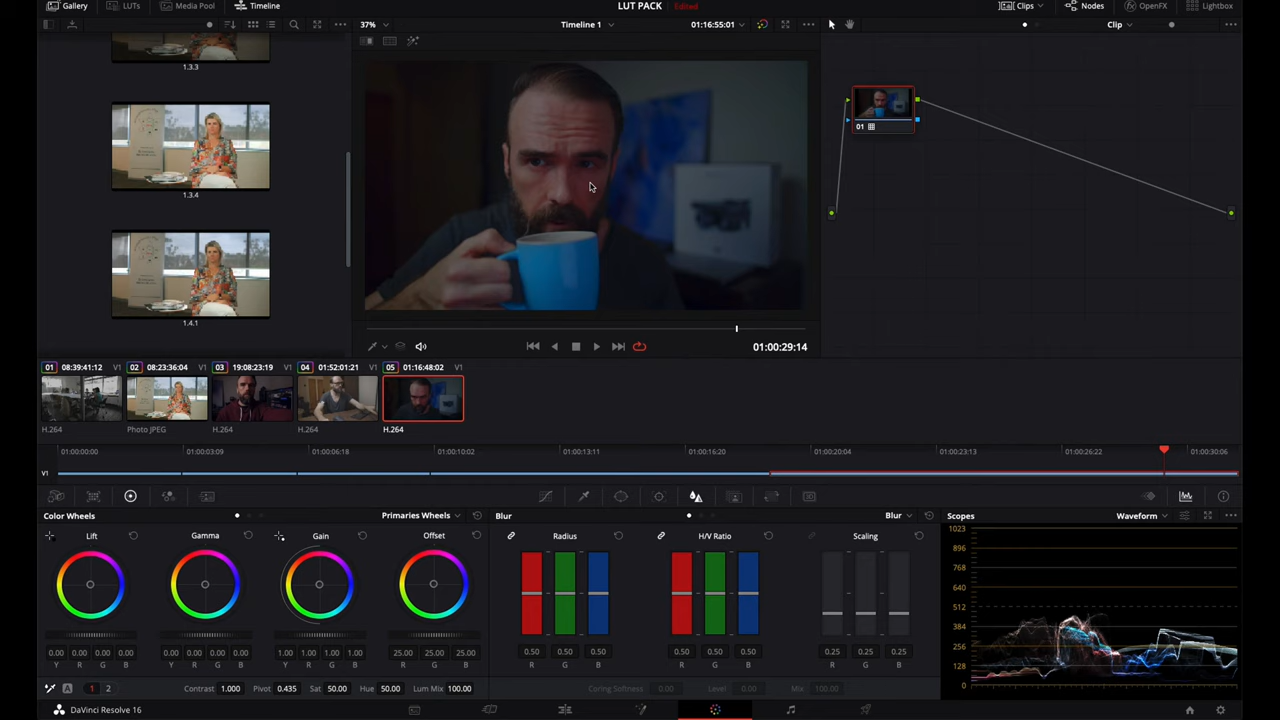 Gallery LUTs Media Pool Timeline LUT PACK Edited Clips Nodes OpenFX Lightbox
37% Timeline 1 01:16:55:01 Clip
1.3.3
1.3.4
1.4.1
01:00:29:14
01 
01 08:39:41:12 V1 02 08:23:36:04 V1 03 19:08:23:19 V1 04 01:52:01:21 V1 05 01:16:48:02 V1
H.264 Photo JPEG H.264 H.264 H.264
01:00:00:00 01:00:03:09 01:00:06:18 01:00:10:02 01:00:13:11 01:00:16:20 01:00:20:04 01:00:23:13 01:00:26:22 01:00:30:06
V1
Color Wheels Primaries Wheels Blur Blur Scopes Waveform
Lift Gamma Gain Offset Radius H/V Ratio Scaling
1023
896
768
640
512
384
256
128
0
0.00 0.00 0.00 0.00 0.00 0.00 0.00 0.00 1.00 1.00 1.00 1.00 25.00 25.00 25.00 0.50 0.50 0.50 0.50 0.50 0.50 0.25 0.25 0.25
Y R G B Y R G B Y R G B R G B R G B R G B R G B
A 1 2 Contrast 1.000 Pivot 0.435 Sat 50.00 Hue 50.00 Lum Mix 100.00 Coring Softness 0.00 Level 0.00 Mix 100.00
DaVinci Resolve 16